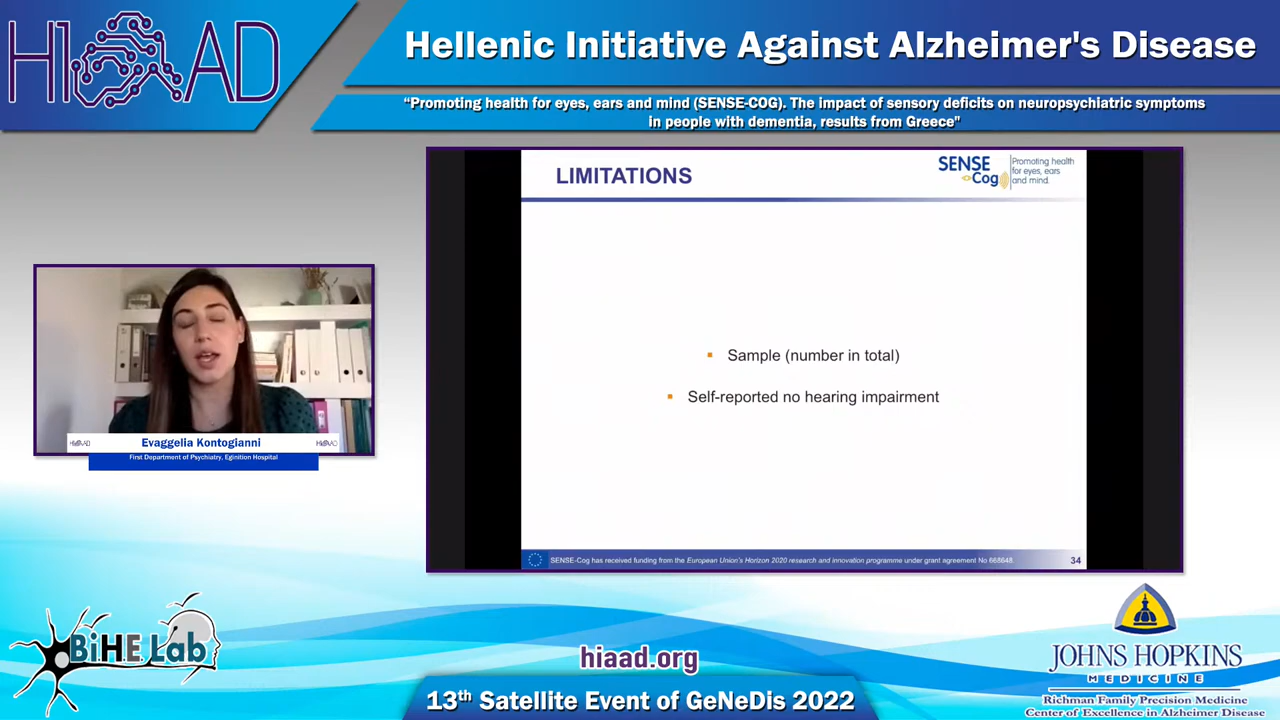 HIAAD
Hellenic Initiative Against Alzheimer's Disease
“Promoting health for eyes, ears and mind (SENSE-COG). The impact of sensory deficits on neuropsychiatric symptoms
in people with dementia, results from Greece”
LIMITATIONS
SENSE
Cog
Promoting health
for eyes, ears
and mind.
Sample (number in total)
Self-reported no hearing impairment
SENSE-Cog has received funding from the European Union's Horizon 2020 research and innovation programme under grant agreement No 668648.
34
HIAAD
Evaggelia Kontogianni
HIAAD
First Department of Psychiatry, Eginition Hospital
BiHE Lab
hiaad.org
13th Satellite Event of GeNeDis 2022
JOHNS HOPKINS
MEDICINE
Richman Family Precision Medicine
Center of Excellence in Alzheimer Disease